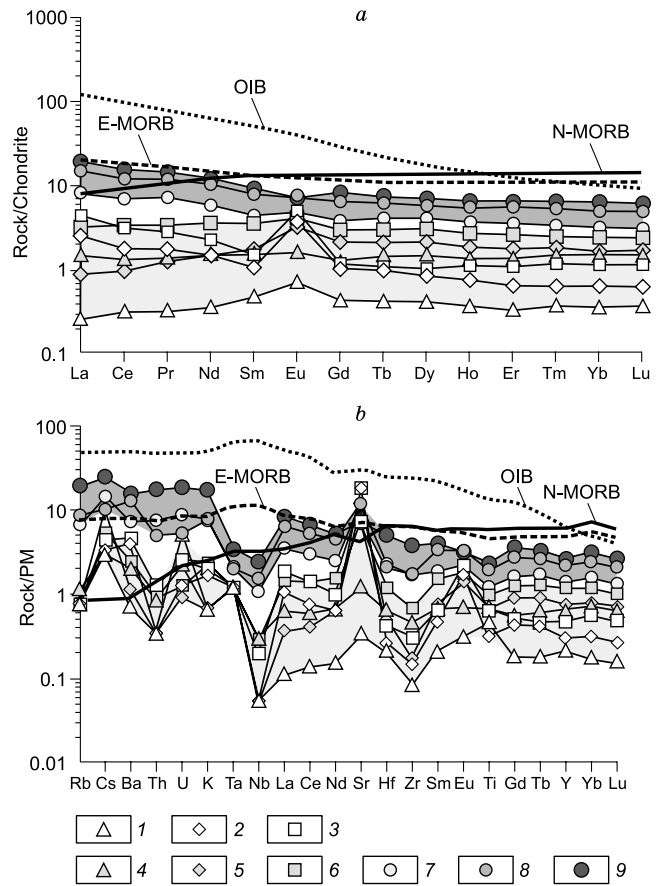 a
1000
100
10
1
0.1
Rock/Chondrite
OIB
E-MORB
N-MORB
La Ce Pr Nd Sm Eu Gd Tb Dy Ho Er Tm Yb Lu
b
100
10
1
0.1
0.01
Rock/PM
E-MORB
OIB
N-MORB
Rb Cs Ba Th U K Ta Nb La Ce Nd Sr Hf Zr Sm Eu Ti Gd Tb Y Yb Lu
1 2 3
4 5 6 7 8 9